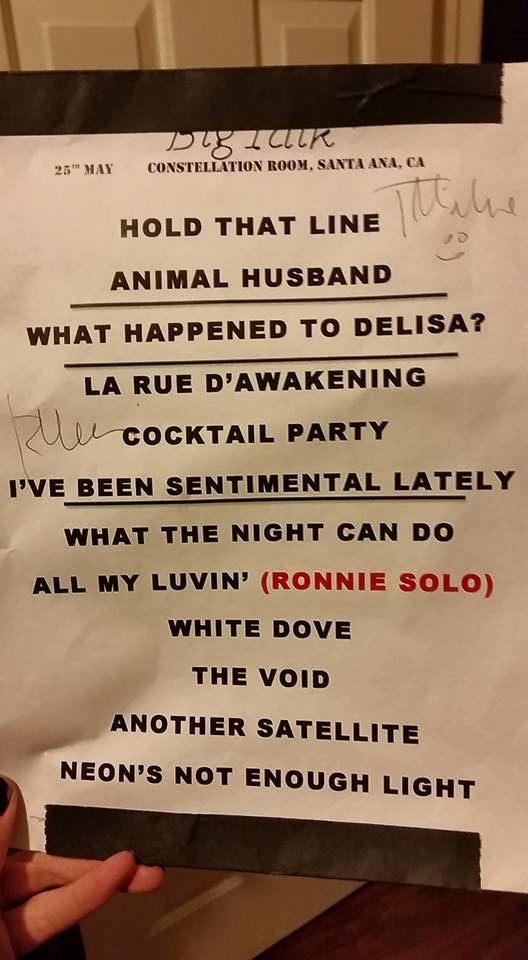 Big Talk
25TH MAY CONSTELLATION ROOM, SANTA ANA, CA
HOLD THAT LINE
ANIMAL HUSBAND
WHAT HAPPENED TO DELISA?
LA RUE D'AWAKENING
COCKTAIL PARTY
I'VE BEEN SENTIMENTAL LATELY
WHAT THE NIGHT CAN DO
ALL MY LUVIN' (RONNIE SOLO)
WHITE DOVE
THE VOID
ANOTHER SATELLITE
NEON'S NOT ENOUGH LIGHT